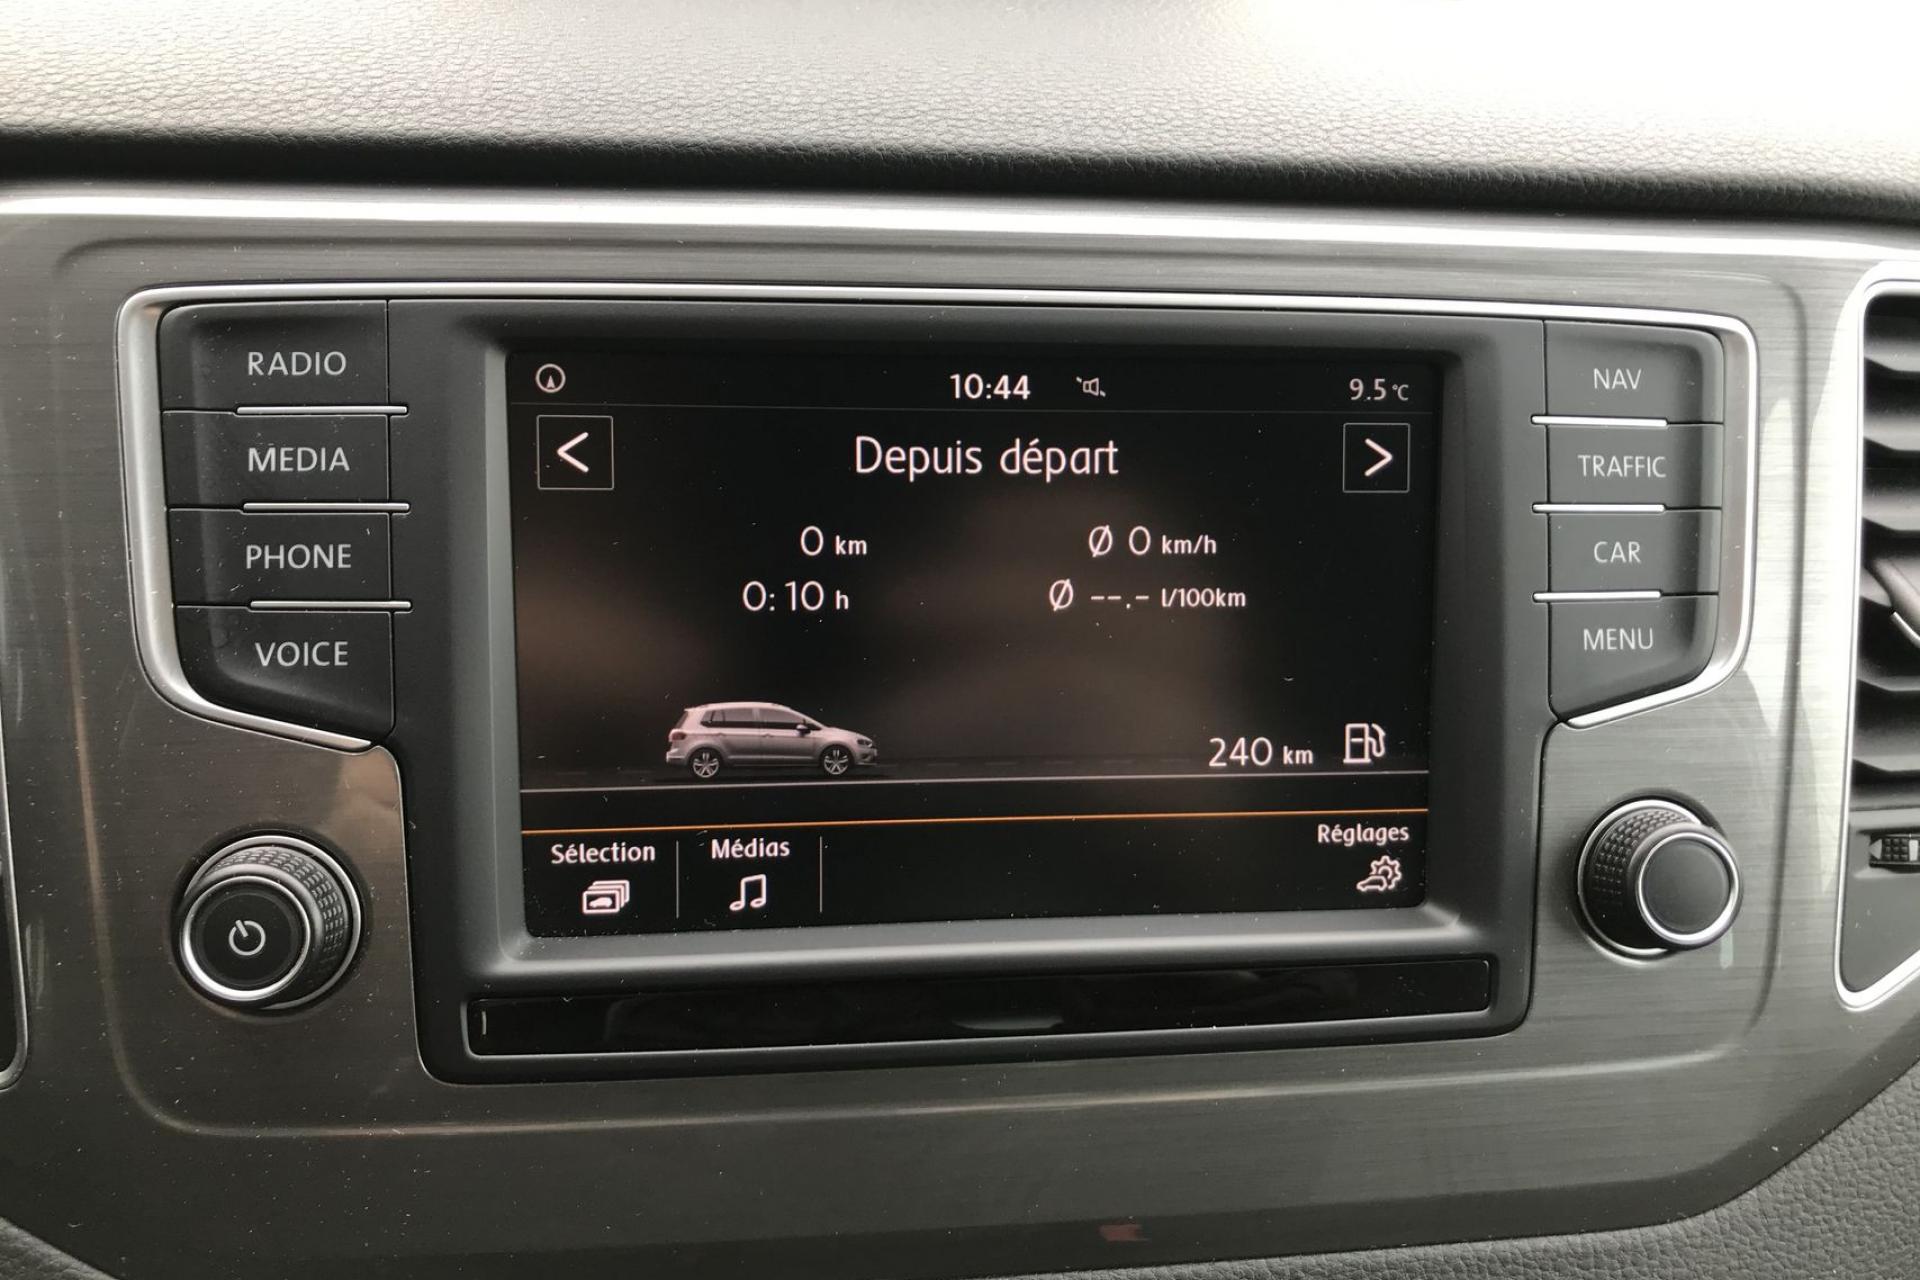 RADIO
MEDIA
PHONE
VOICE
10:44
9.5 °C
<
Depuis départ
>
0 km
Ø 0 km/h
0:10 h
Ø --.- l/100km
240 km
Sélection
Médias
Réglages
NAV
TRAFFIC
CAR
MENU